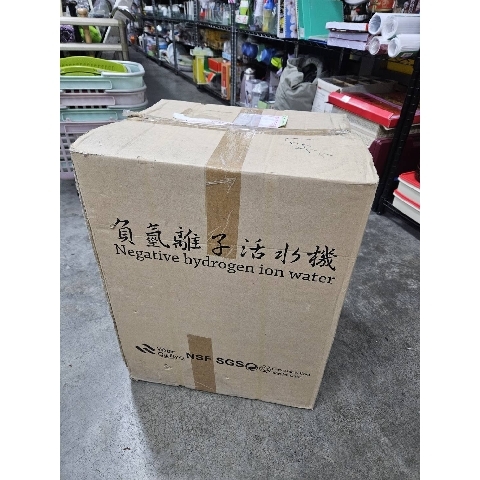 負氫離子活水機
Negative hydrogen ion water
NSF SGS